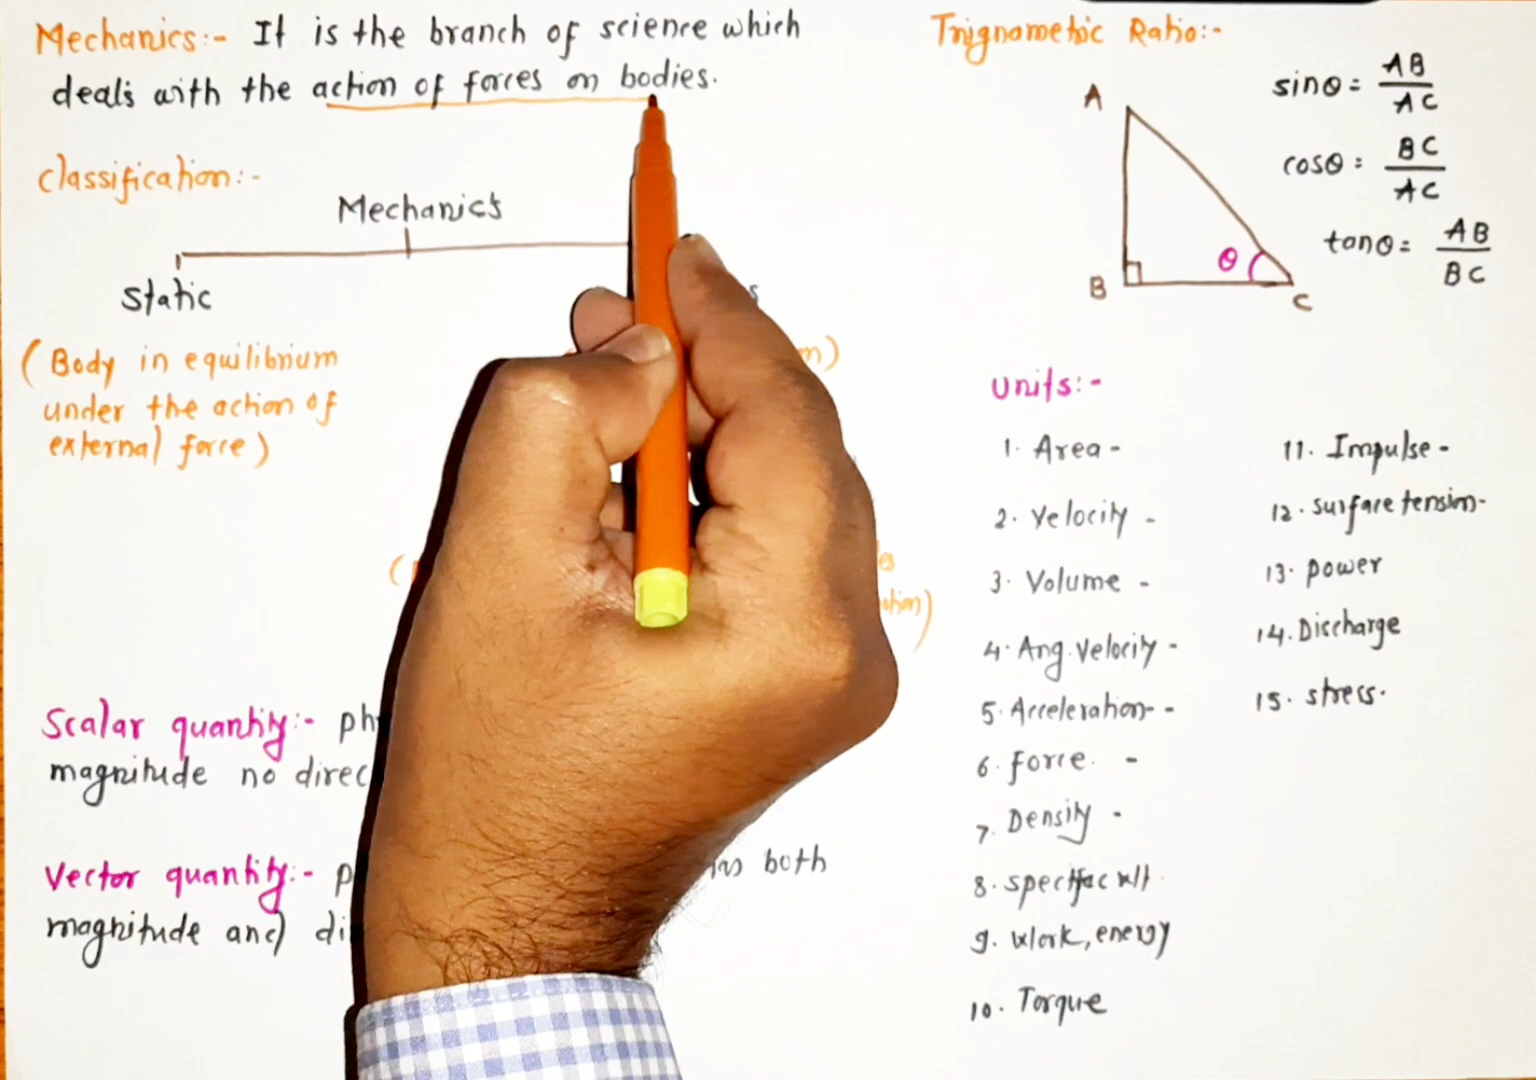 Mechanics:- It is the branch of science which
deals with the action of forces on bodies.
Classification:-
Mechanics
Static
(Body in equilibrium
under the action of
external force)
Scalar quantity:-
magnitude no
Vector quantity:- both
magnitude and
Trignometric Ratio:-
A
B
C
θ
sinθ = AB/AC
cosθ = BC/AC
tanθ = AB/BC
Units:-
1. Area -
2. Velocity -
3. Volume -
4. Ang. Velocity -
5. Acceleration -
6. force. -
7. Density -
8. specific wt.
9. Work, energy
10. Torque
11. Impulse -
12. surface tension-
13. power
14. Discharge
15. stress.